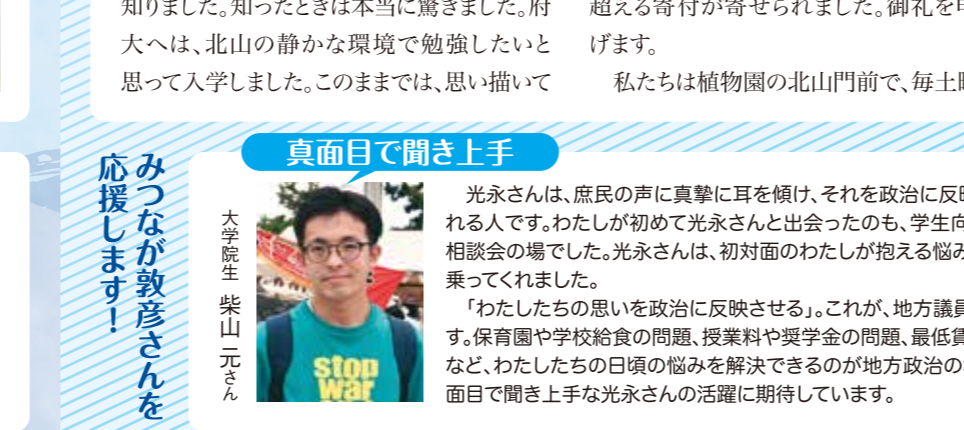 知りました。知ったときは本当に驚きました。府
大へは、北山の静かな環境で勉強したいと
思って入学しました。このままでは、思い描いて
超える寄付が寄せられました。御礼を
げます。
私たちは植物園の北山門前で、毎土
みつなが敦彦さんを
応援します!
真面目で聞き上手
大学院生 柴山 元さん
stop
war
光永さんは、庶民の声に真摯に耳を傾け、それを政治に反
れる人です。わたしが初めて光永さんと出会ったのも、学生向
相談会の場でした。光永さんは、初対面のわたしが抱える悩み
乗ってくれました。
「わたしたちの思いを政治に反映させる」。これが、地方議員
す。保育園や学校給食の問題、授業料や奨学金の問題、最低賃
など、わたしたちの日頃の悩みを解決できるのが地方政治の
面目で聞き上手な光永さんの活躍に期待しています。